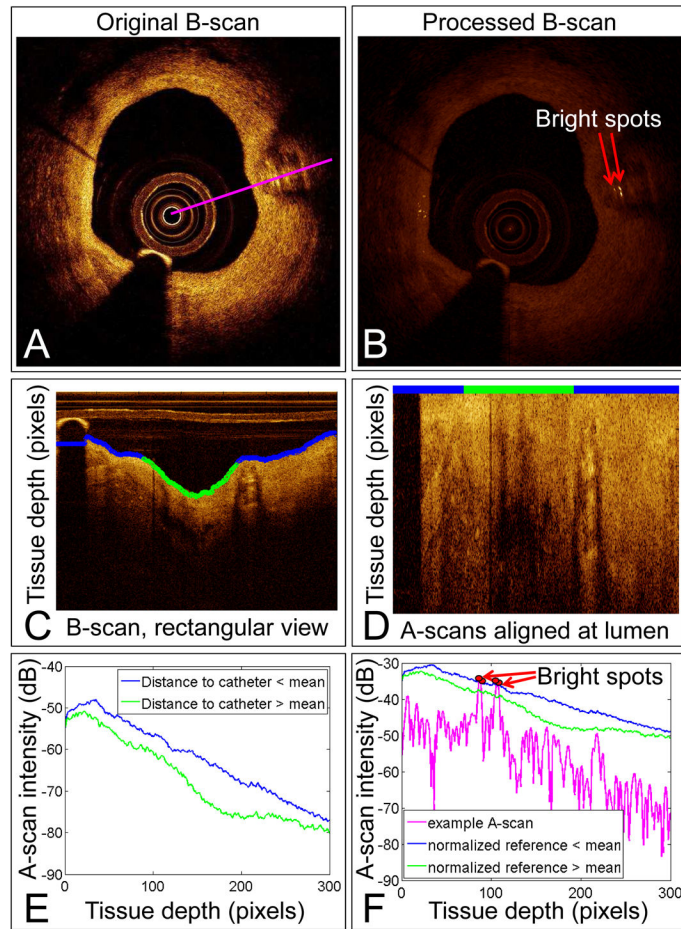 Original B-scan
Processed B-scan
Bright spots
A
B
Tissue depth (pixels)
C
B-scan, rectangular view
Tissue depth (pixels)
D
A-scans aligned at lumen
A-scan intensity (dB)
-40
-50
-60
-70
-80
-90
Distance to catheter < mean
Distance to catheter > mean
E
0
100
200
300
Tissue depth (pixels)
A-scan intensity (dB)
-30
-40
-50
-60
-70
-80
-90
Bright spots
example A-scan
normalized reference < mean
normalized reference > mean
F
0
100
200
300
Tissue depth (pixels)